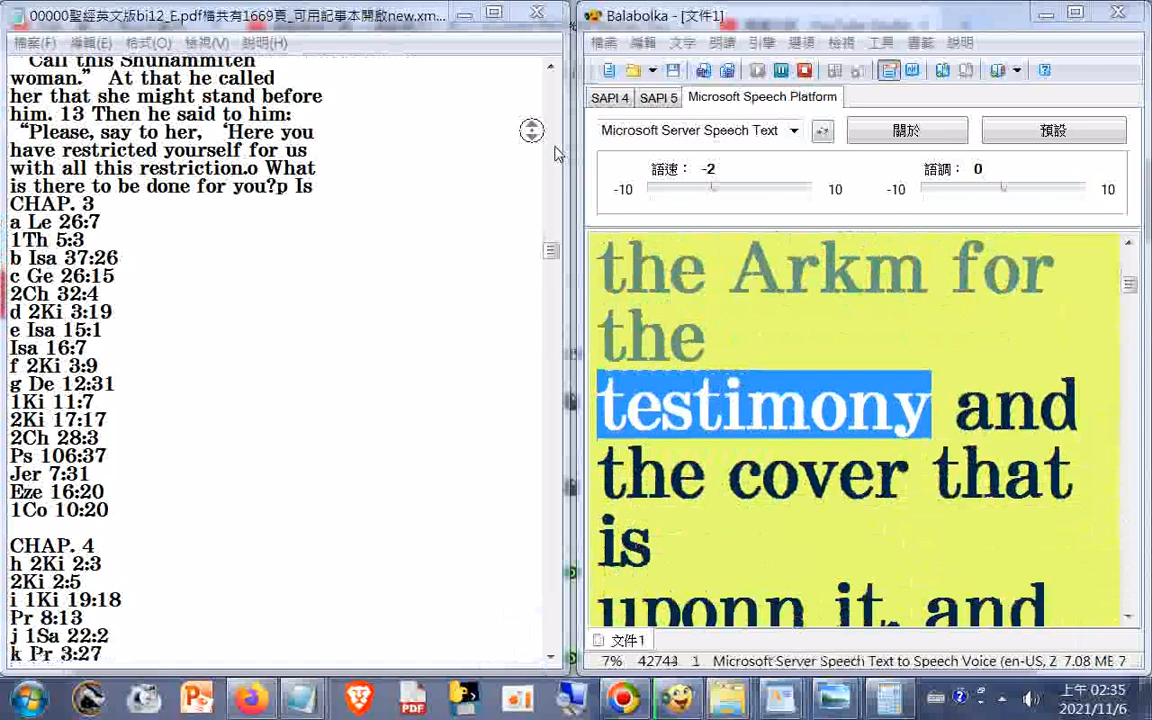 00000聖經英文版bi12_E.pdf檔共有1669頁_可用記事本開啟new.xm...
檔案(F) 編輯(E) 格式(O) 檢視(V) 說明(H)
“Call this Shunammiten
woman.” At that he called
her that she might stand before
him. 13 Then he said to him:
“Please, say to her, ‘Here you
have restricted yourself for us
with all this restriction.o What
is there to be done for you?p Is
CHAP. 3
a Le 26:7
1Th 5:3
b Isa 37:26
c Ge 26:15
2Ch 32:4
d 2Ki 3:19
e Isa 15:1
Isa 16:7
f 2Ki 3:9
g De 12:31
1Ki 11:7
2Ki 17:17
2Ch 28:3
Ps 106:37
Jer 7:31
Eze 16:20
1Co 10:20
CHAP. 4
h 2Ki 2:3
2Ki 2:5
i 1Ki 19:18
Pr 8:13
j 1Sa 22:2
k Pr 3:27
Balabolka - [文件1]
檔案 編輯 文字 朗讀 引擎 選項 檢視 工具 書籤 說明
SAPI 4 SAPI 5 Microsoft Speech Platform
Microsoft Server Speech Text 關於 預設
語速： -2 語調： 0
-10 10 -10 10
the Arkm for
the
testimony and
the cover that
is
uponn it, and
文件1
7% 42744 1 Microsoft Server Speech Text to Speech Voice (en-US, Z 7.08 ME 7
PDF
上午 02:35
2021/11/6